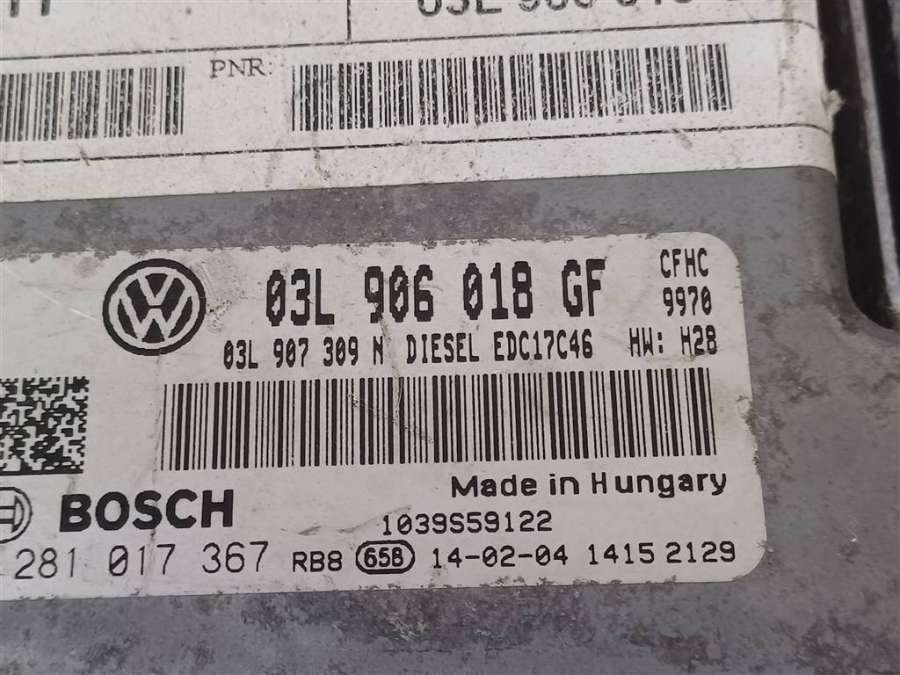 PNR:
03L 906 018 GF
CFHC
9970
03L 907 309 N DIESEL EDC17C46 HW: H28
Made in Hungary
BOSCH
1039S59122
281 017 367 RB8 65B 14-02-04 1415 2129